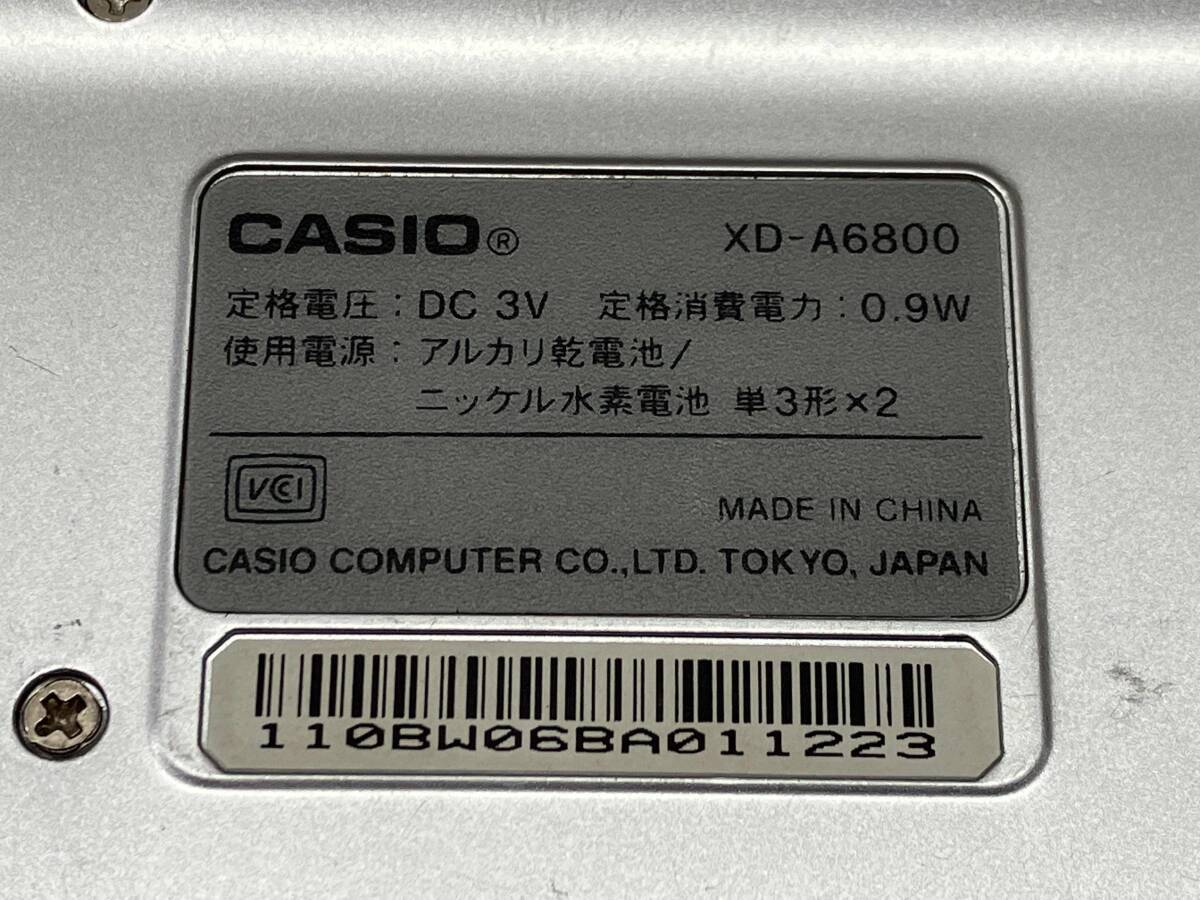 CASIO® XD-A6800
定格電圧：DC 3V 定格消費電力：0.9W
使用電源：アルカリ乾電池/
ニッケル水素電池 単3形×2
VCCI
MADE IN CHINA
CASIO COMPUTER CO.,LTD. TOKYO, JAPAN
110BW06BA011223